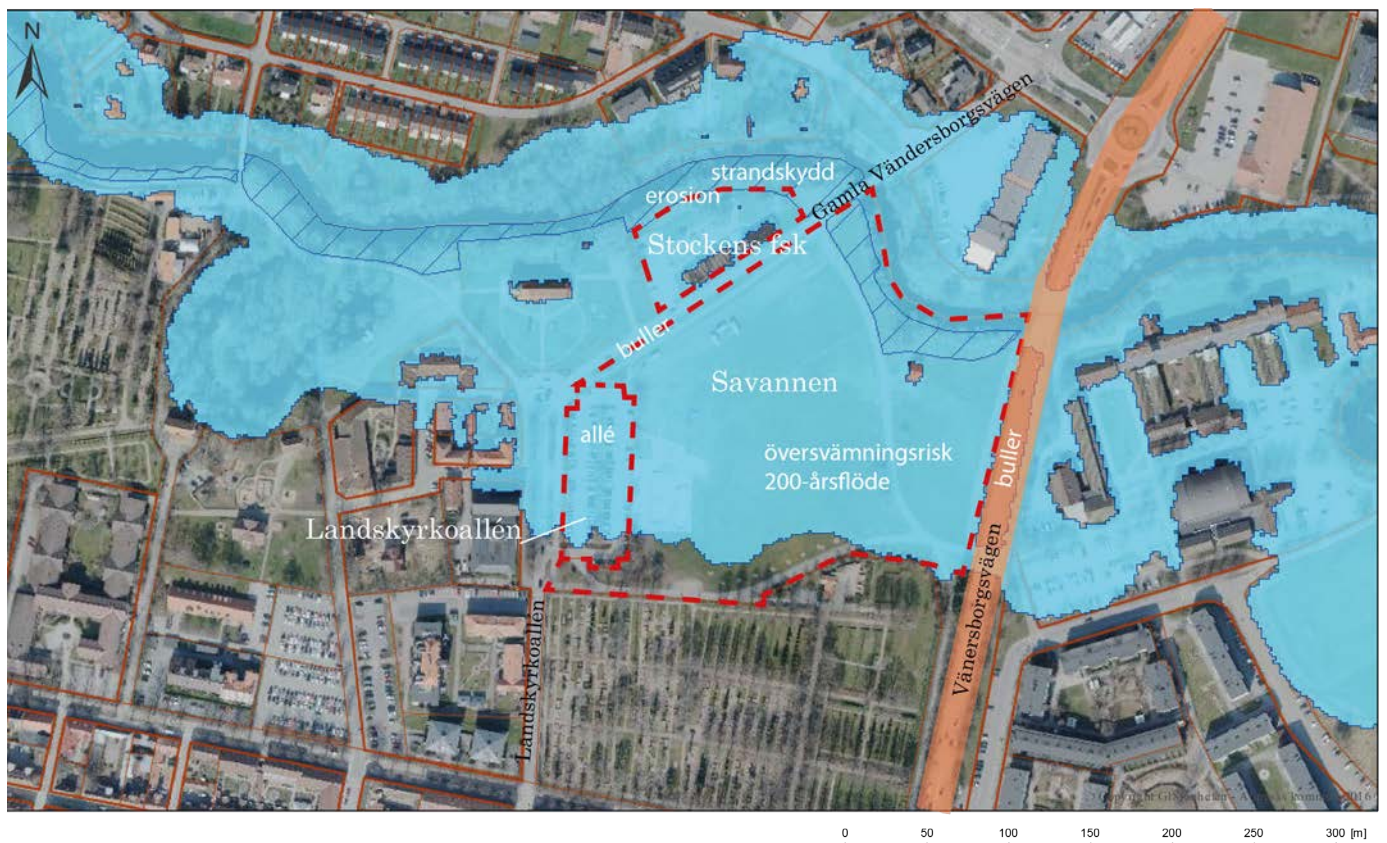 N
Gamla Vändersborgsvägen
strandskydd
erosion
Stockens fsk
buller
Savannen
allé
översvämningsrisk
200-årsflöde
buller
Landskyrkoallén
Landskyrkoallén
Vänersborgsvägen
2016
0 50 100 150 200 250 300 [m]